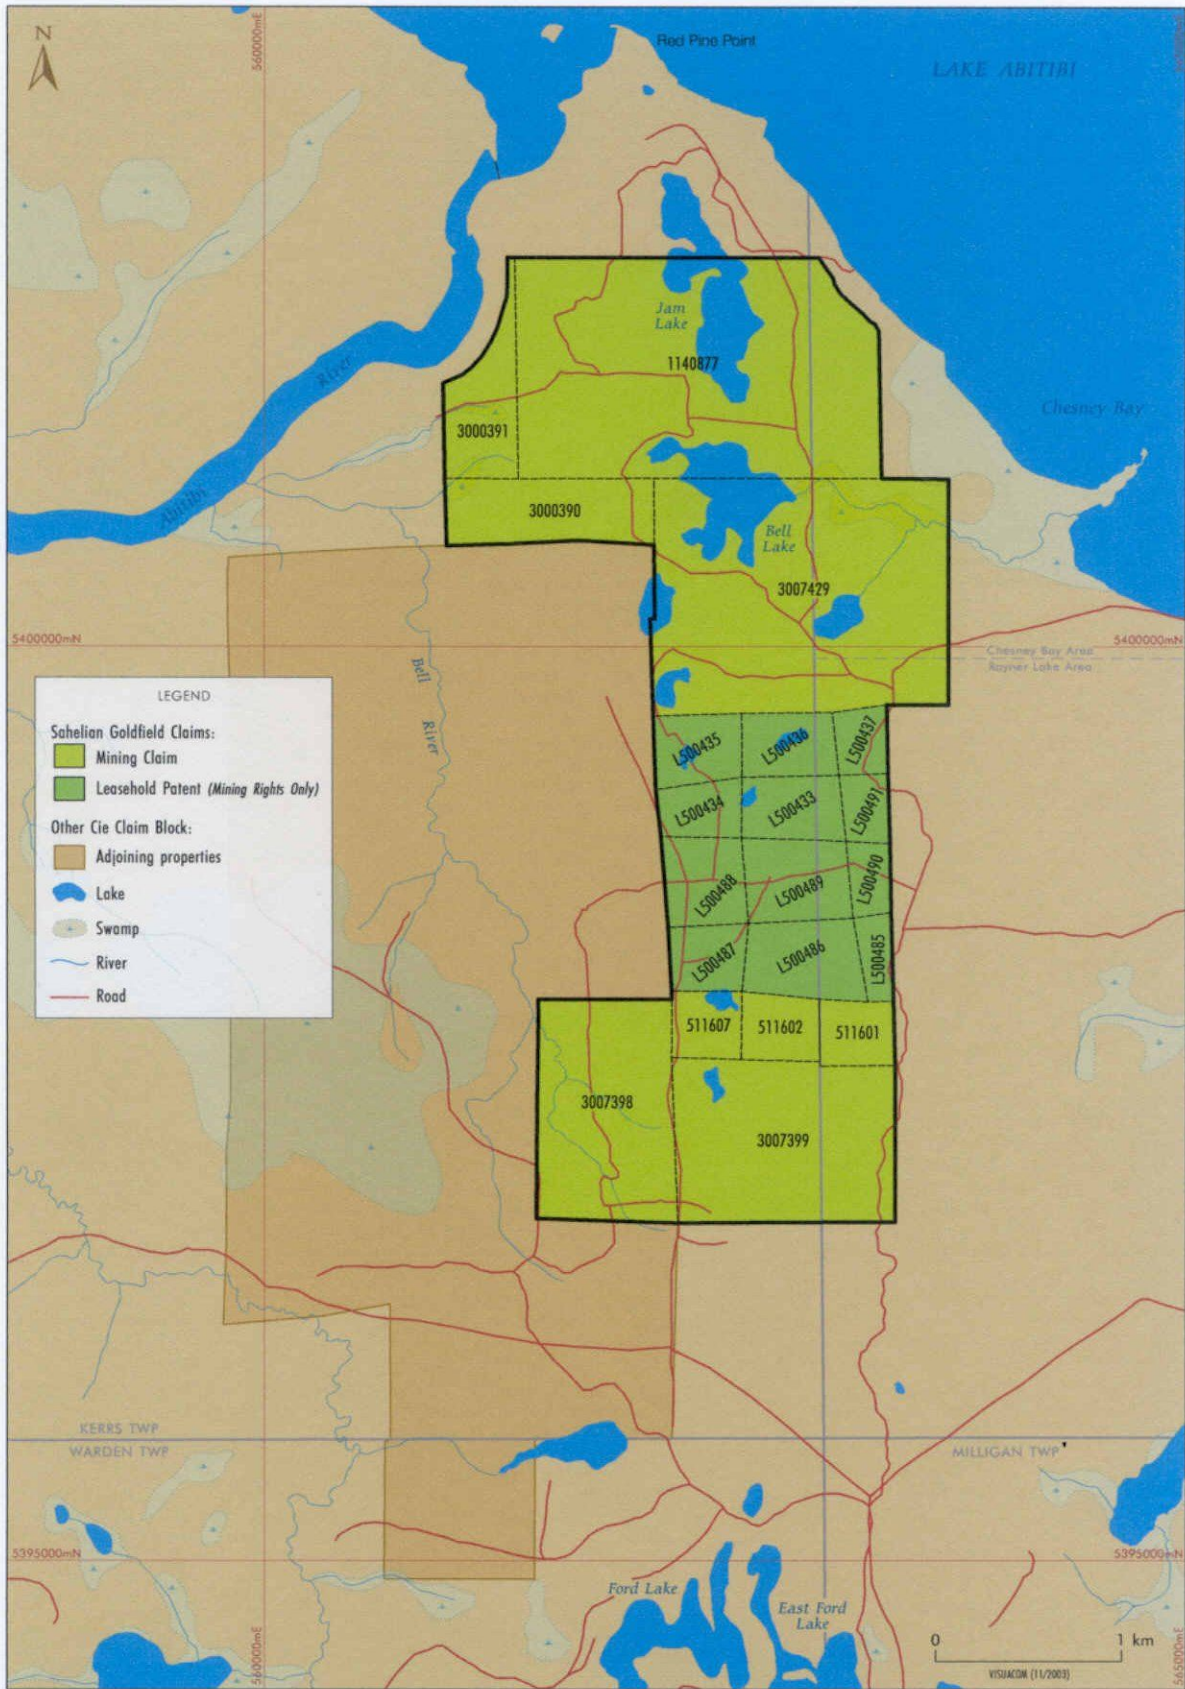 N
560000mE
Red Pine Point
LAKE ABITIBI
Jam
Lake
1140877
River
Chesney Bay
3000391
Abitibi
3000390
Bell
Lake
3007429
5400000mN
5400000mN
Chesney Bay Area
Rayner Lake Area
Bell
River
LEGEND
Sahelian Goldfield Claims:
Mining Claim
Leasehold Patent (Mining Rights Only)
Other Cie Claim Block:
Adjoining properties
Lake
Swamp
River
Road
L500435
L500436
L500437
L500434
L500433
L500491
L500488
L500489
L500490
L500487
L500486
L500485
511607
511602
511601
3007398
3007399
KERRS TWP
WARDEN TWP
MILLIGAN TWP
5395000mN
5395000mN
Ford Lake
East Ford
Lake
560000mE
565000mE
0 1 km
VISUACOM (11/2003)